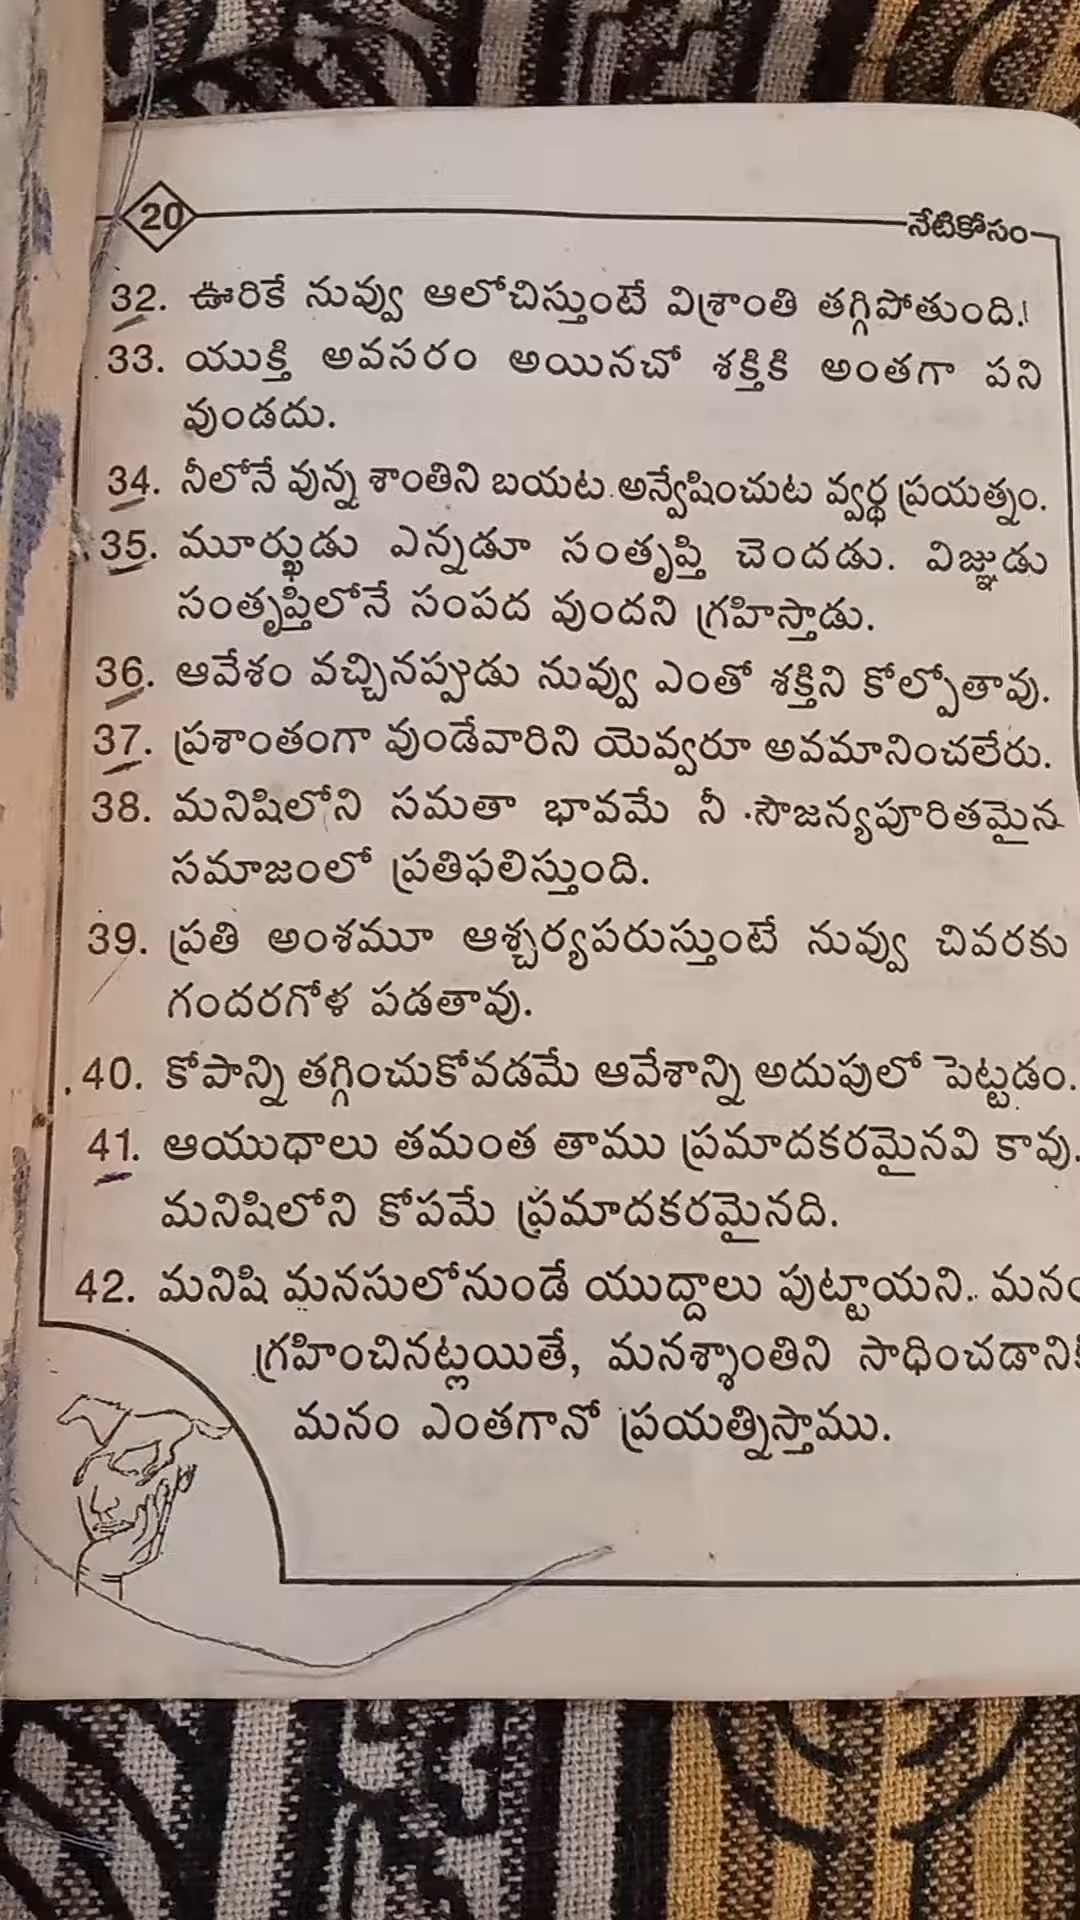 20 నేటికోసం
32. ఊరికే నువ్వు ఆలోచిస్తుంటే విశ్రాంతి తగ్గిపోతుంది.!
33. యుక్తి అవసరం అయినచో శక్తికి అంతగా పని
వుండదు.
34. నీలోనే వున్న శాంతిని బయట అన్వేషించుట వ్వర్థ ప్రయత్నం.
35. మూర్ఖుడు ఎన్నడూ సంతృప్తి చెందడు. విజ్ఞుడు
సంతృప్తిలోనే సంపద వుందని గ్రహిస్తాడు.
36. ఆవేశం వచ్చినప్పుడు నువ్వు ఎంతో శక్తిని కోల్పోతావు.
37. ప్రశాంతంగా వుండేవారిని యెవ్వరూ అవమానించలేరు.
38. మనిషిలోని సమతా భావమే నీ సౌజన్యపూరితమైన
సమాజంలో ప్రతిఫలిస్తుంది.
39. ప్రతి అంశమూ ఆశ్చర్యపరుస్తుంటే నువ్వు చివరకు
గందరగోళ పడతావు.
40. కోపాన్ని తగ్గించుకోవడమే ఆవేశాన్ని అదుపులో పెట్టడం.
41. ఆయుధాలు తమంత తాము ప్రమాదకరమైనవి కావు.
మనిషిలోని కోపమే ప్రమాదకరమైనది.
42. మనిషి మనసులోనుండే యుద్దాలు పుట్టాయని. మనం
గ్రహించినట్లయితే, మనశ్శాంతిని సాధించడానికి
మనం ఎంతగానో ప్రయత్నిస్తాము.